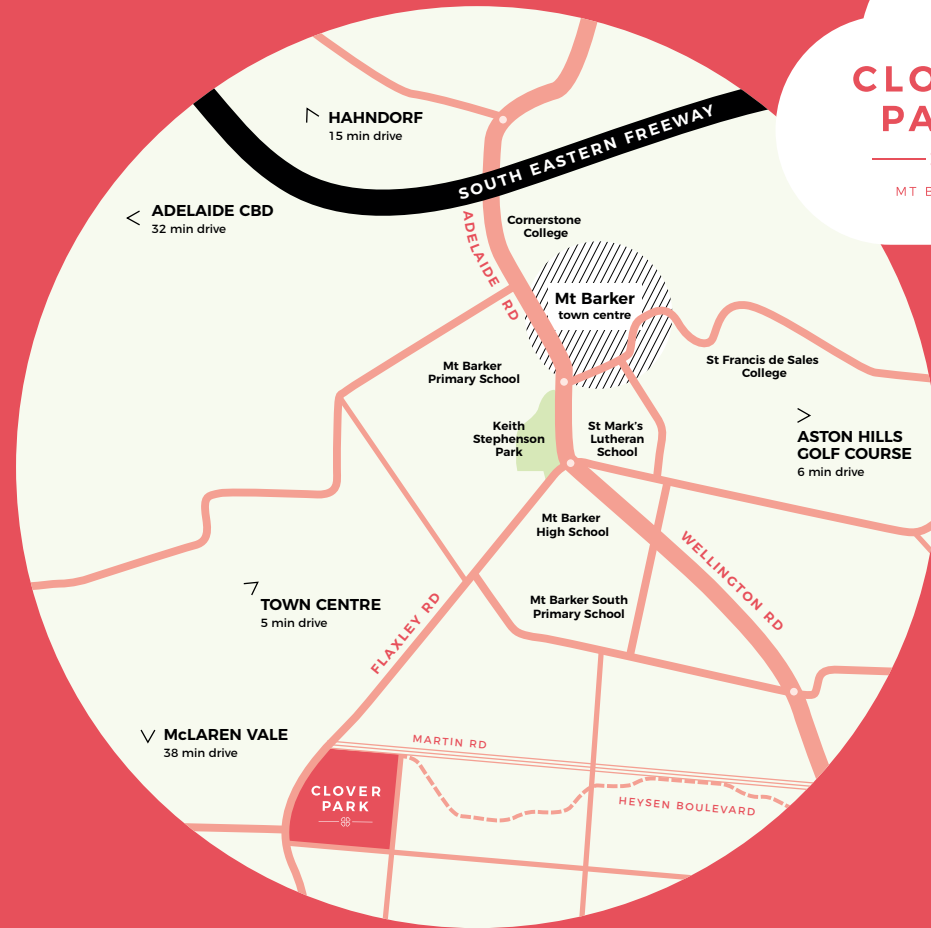 CLO
PA
MT B
HAHNDORF
15 min drive
SOUTH EASTERN FREEWAY
ADELAIDE CBD
32 min drive
ADELAIDE RD
Cornerstone
College
Mt Barker
town centre
Mt Barker
Primary School
St Francis de Sales
College
Keith
Stephenson
Park
St Mark's
Lutheran
School
ASTON HILLS
GOLF COURSE
6 min drive
Mt Barker
High School
WELLINGTON RD
TOWN CENTRE
5 min drive
FLAXLEY RD
Mt Barker South
Primary School
McLAREN VALE
38 min drive
MARTIN RD
CLOVER
PARK
HEYSEN BOULEVARD